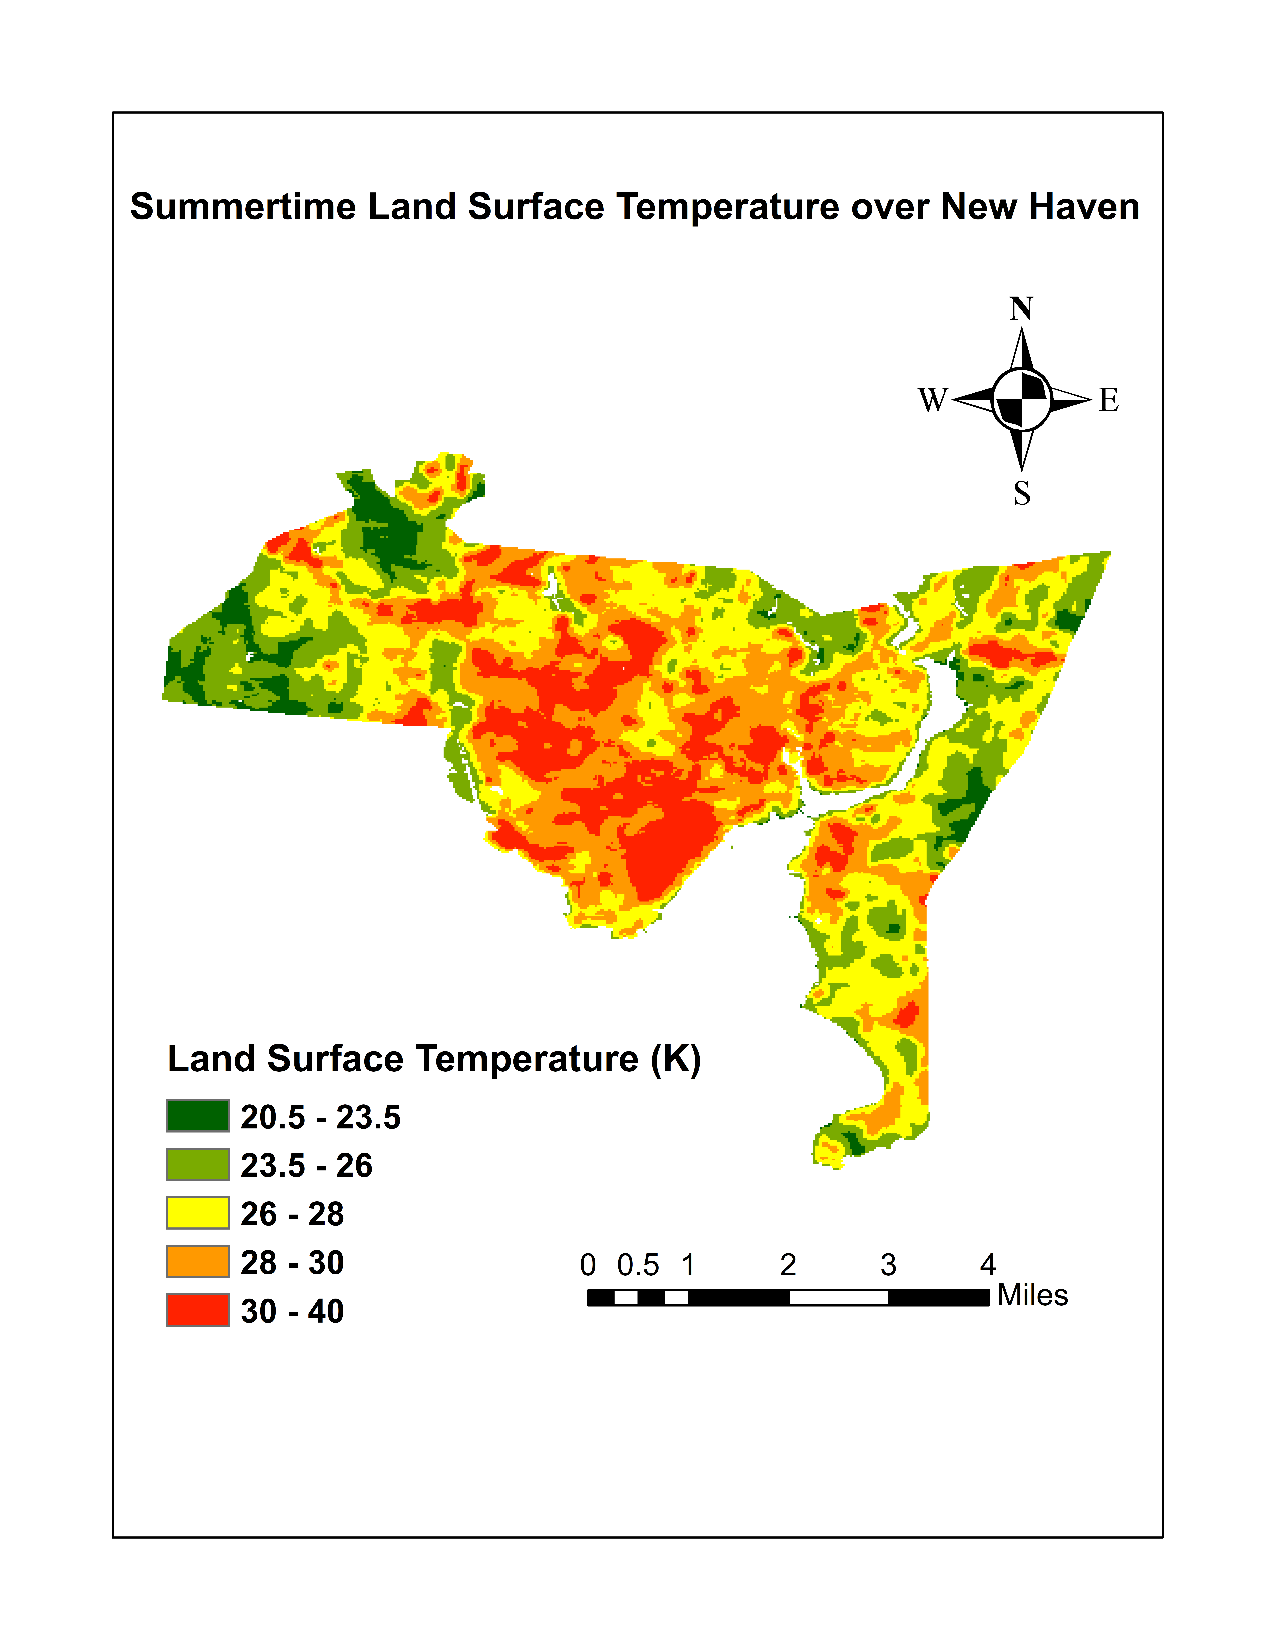 Summertime Land Surface Temperature over New Haven
N
W E
S
Land Surface Temperature (K)
20.5 - 23.5
23.5 - 26
26 - 28
28 - 30
30 - 40
0 0.5 1 2 3 4
Miles